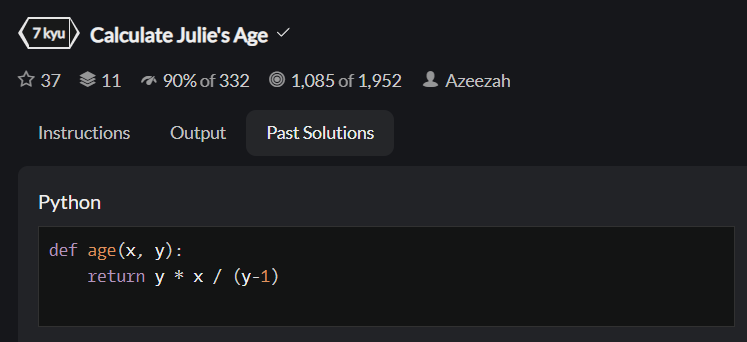 7 kyu Calculate Julie's Age
37 11 90% of 332 1,085 of 1,952 Azeezah
Instructions Output Past Solutions
Python
def age(x, y):
    return y * x / (y-1)